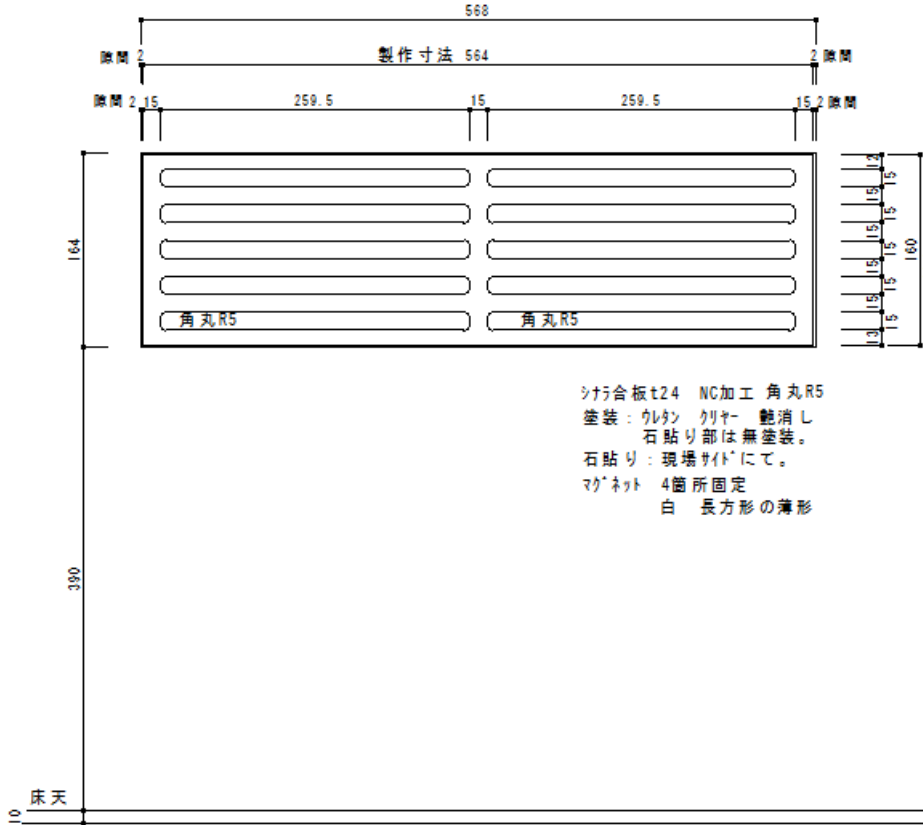 568
隙間 2 製作寸法 564 2 隙間
隙間 2 15 259.5 15 259.5 15 2 隙間
12
15
15
15
15
15
15
15
15
15
13
160
164
角丸R5 角丸R5
シナラ合板t24 NC加工 角丸R5
塗装：ウレタン クリヤー 艶消し
石貼り部は無塗装。
石貼り：現場サイドにて。
マグネット 4箇所固定
白 長方形の薄形
390
床天
10